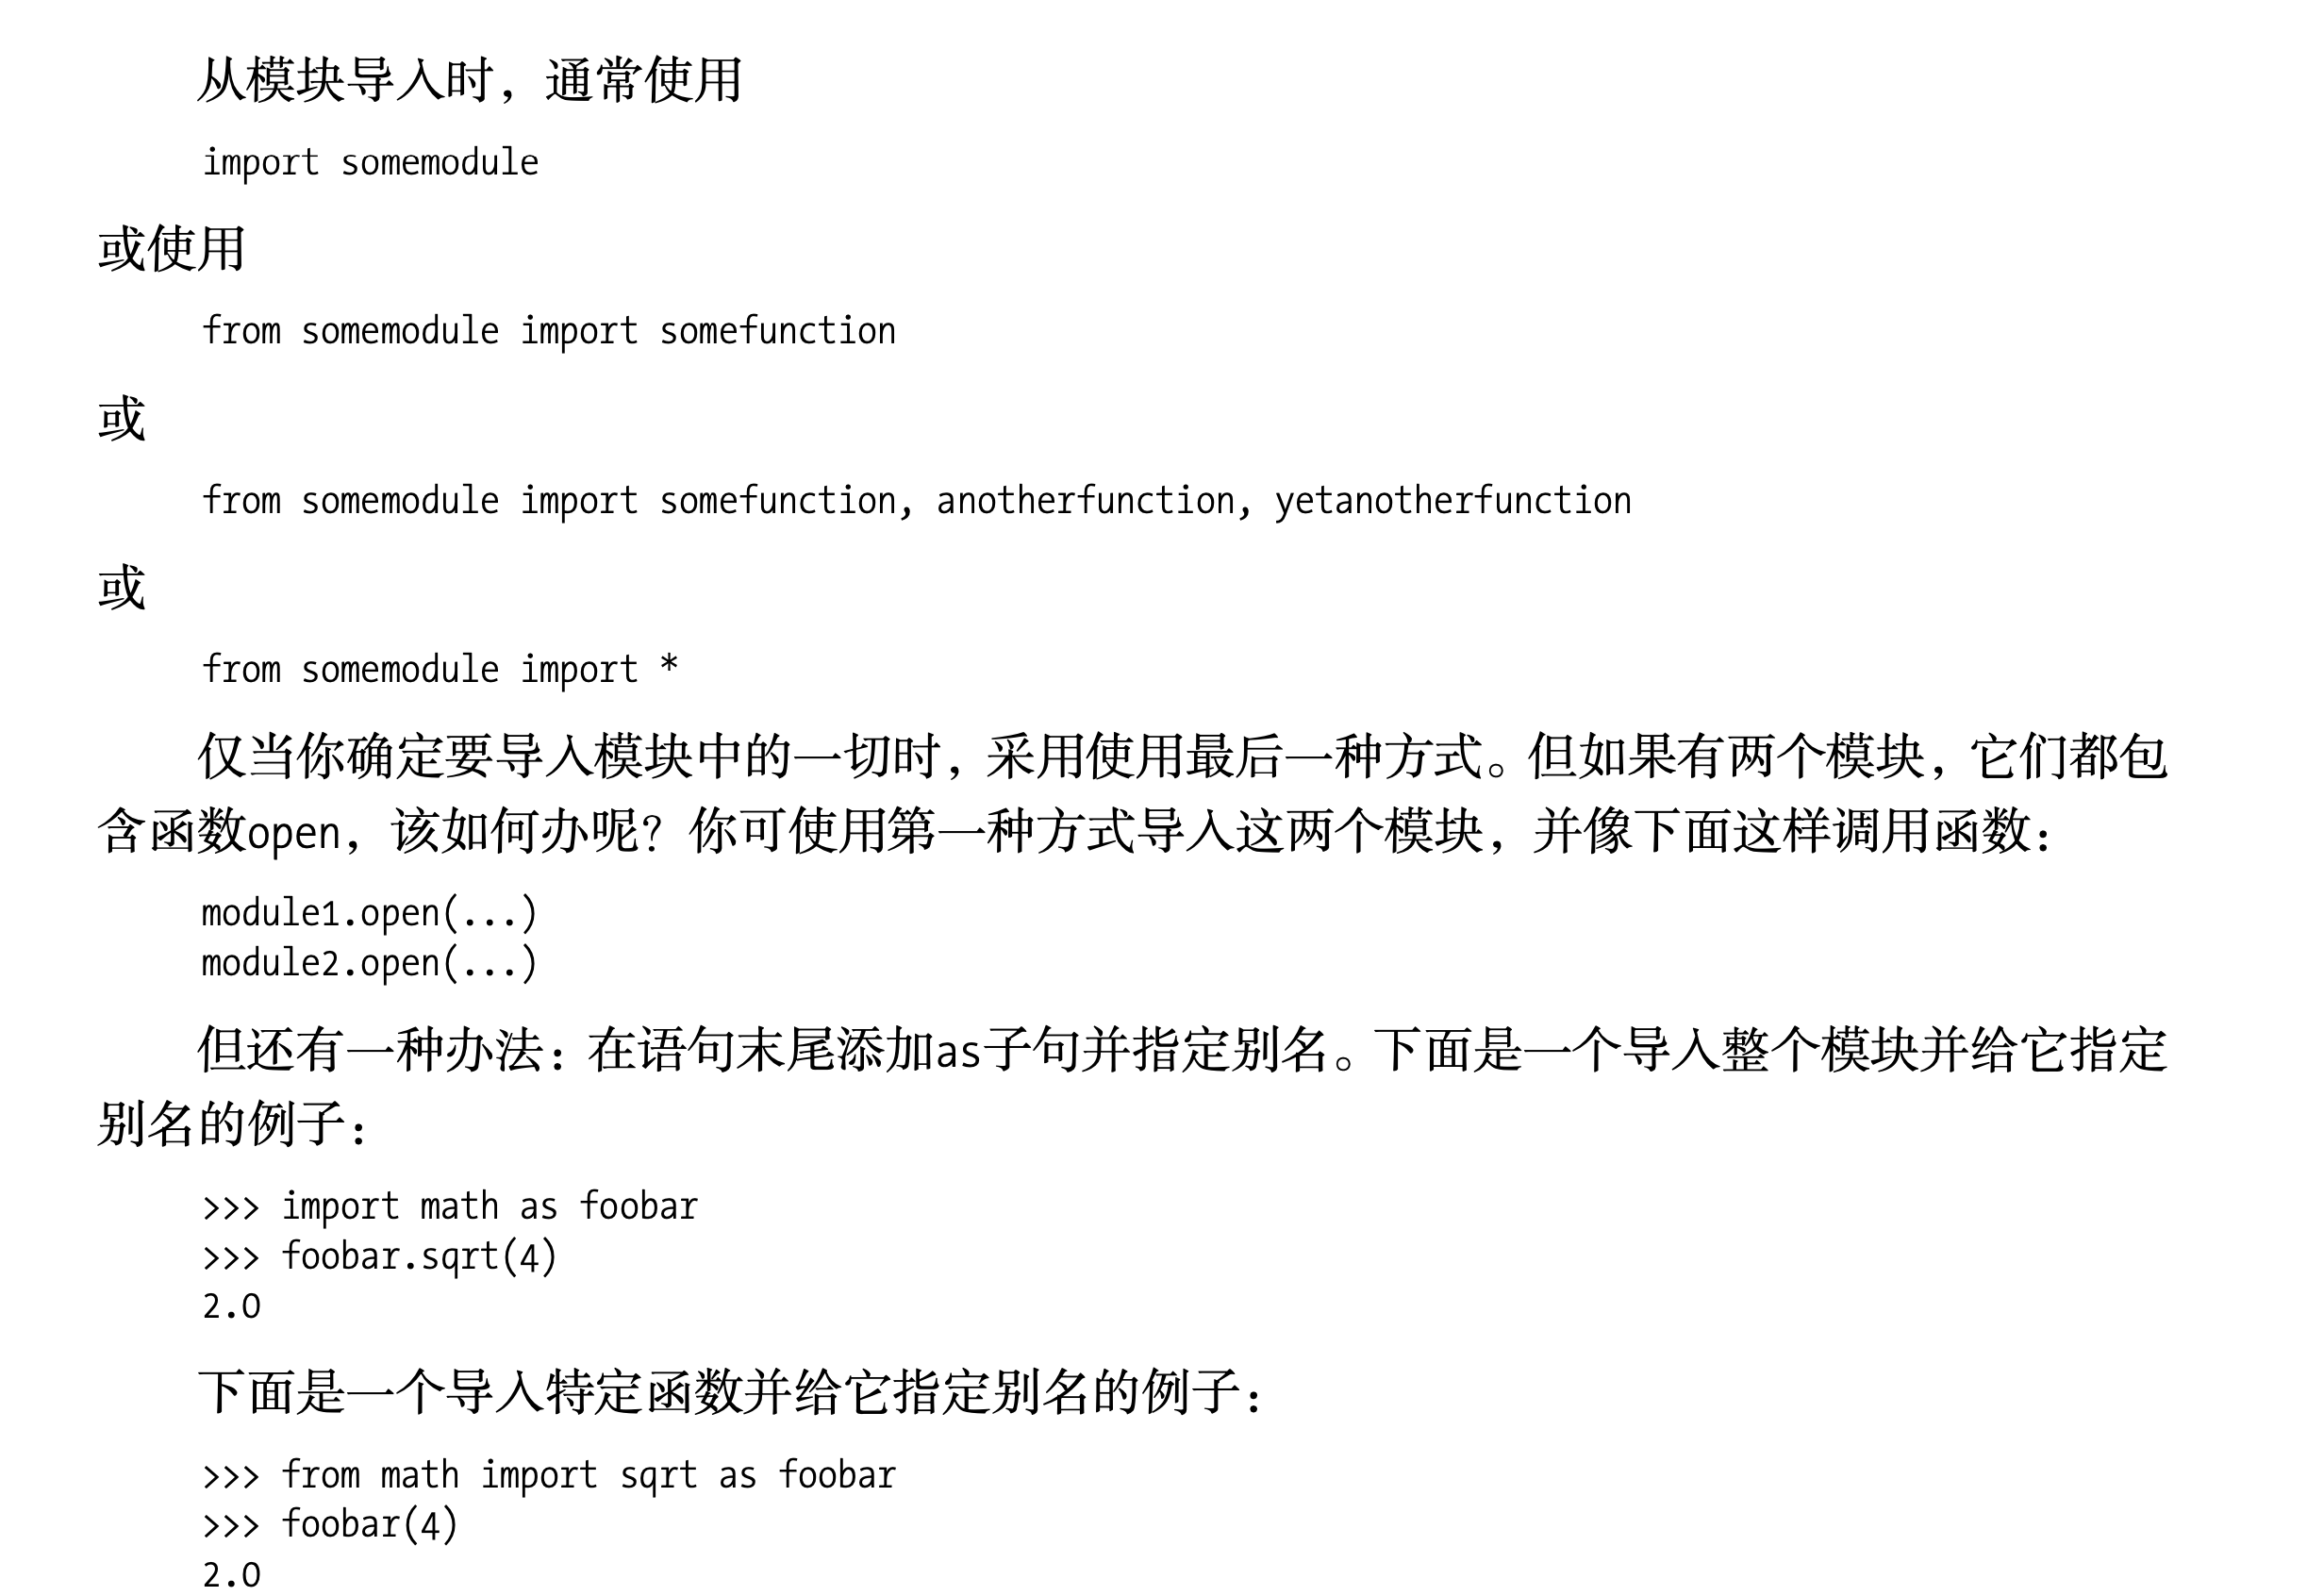 从模块导入时，通常使用
import somemodule
或使用
from somemodule import somefunction
或
from somemodule import somefunction, anotherfunction, yetanotherfunction
或
from somemodule import *
仅当你确定要导入模块中的一切时，采用使用最后一种方式。但如果有两个模块，它们都包
含函数open，该如何办呢？你可使用第一种方式导入这两个模块，并像下面这样调用函数：
module1.open(...)
module2.open(...)
但还有一种办法：在语句末尾添加as子句并指定别名。下面是一个导入整个模块并给它指定
别名的例子：
>>> import math as foobar
>>> foobar.sqrt(4)
2.0
下面是一个导入特定函数并给它指定别名的例子：
>>> from math import sqrt as foobar
>>> foobar(4)
2.0